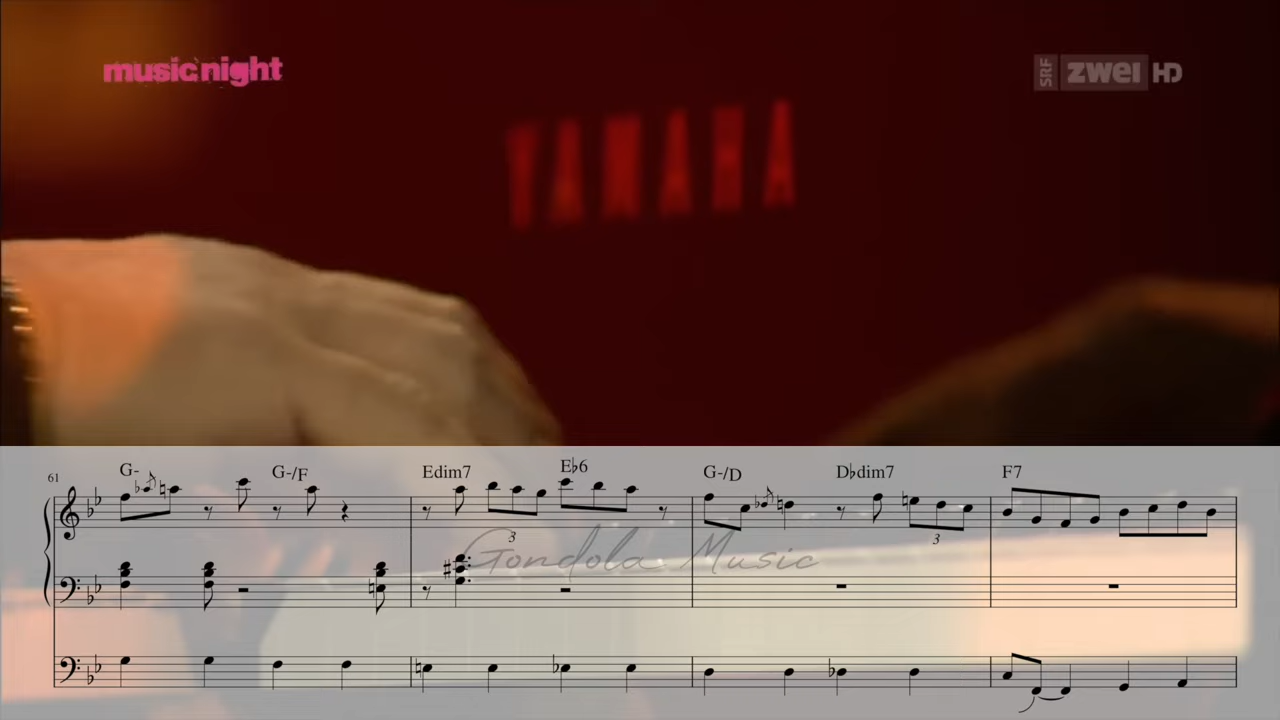 music night
SRF zwei HD
YAMAHA
61 G- G-/F Edim7 E♭6 G-/D D♭dim7 F7
3 3
Gondola Music